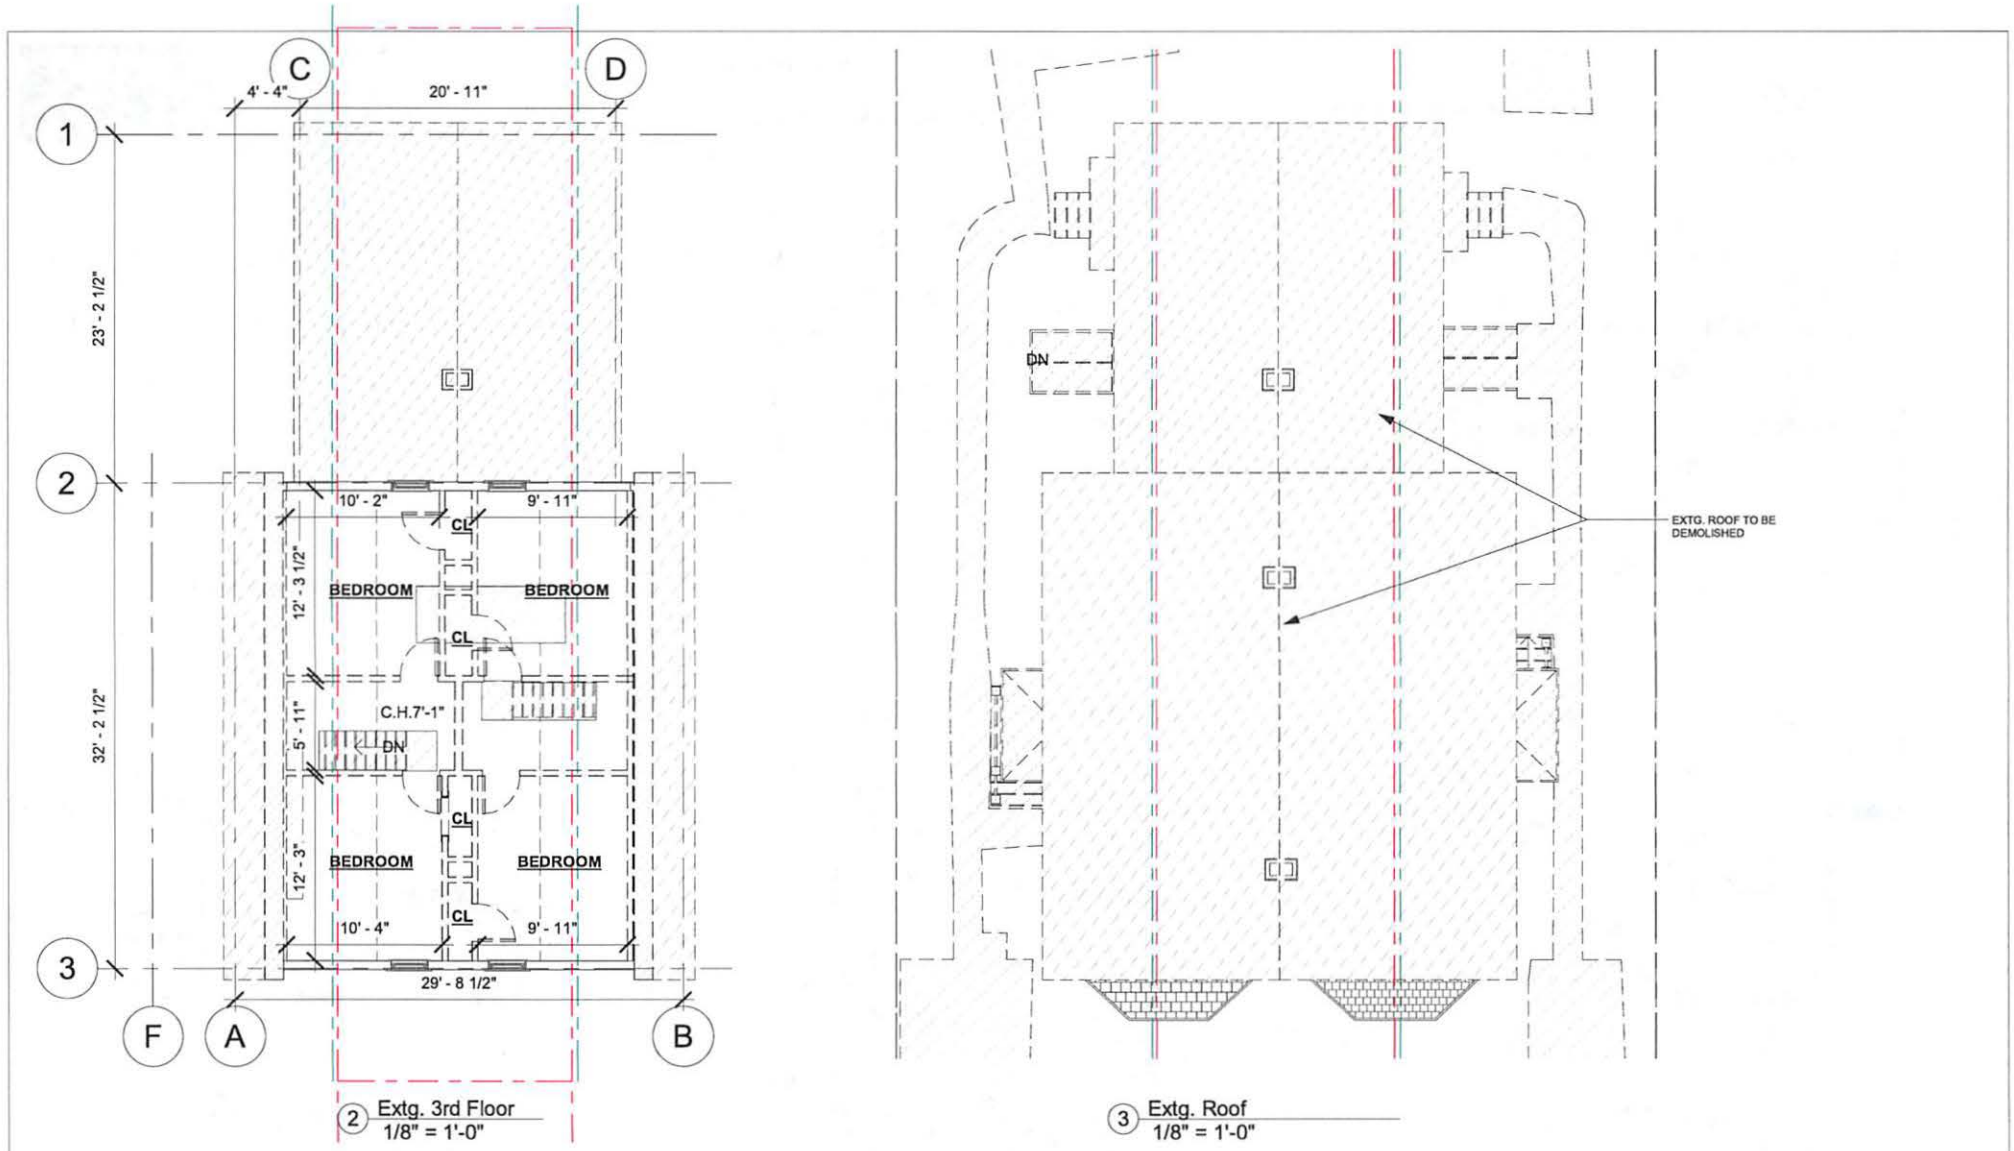 C
D
4' - 4"
20' - 11"
1
23' - 2 1/2"
2
10' - 2"
9' - 11"
CL
12' - 3 1/2"
BEDROOM
BEDROOM
CL
C.H.7'-1"
5' - 11"
DN
32' - 2 1/2"
CL
BEDROOM
BEDROOM
12' - 3"
CL
10' - 4"
9' - 11"
3
29' - 8 1/2"
F
A
B
2
Extg. 3rd Floor
1/8" = 1'-0"
DN
EXTG. ROOF TO BE
DEMOLISHED
3
Extg. Roof
1/8" = 1'-0"